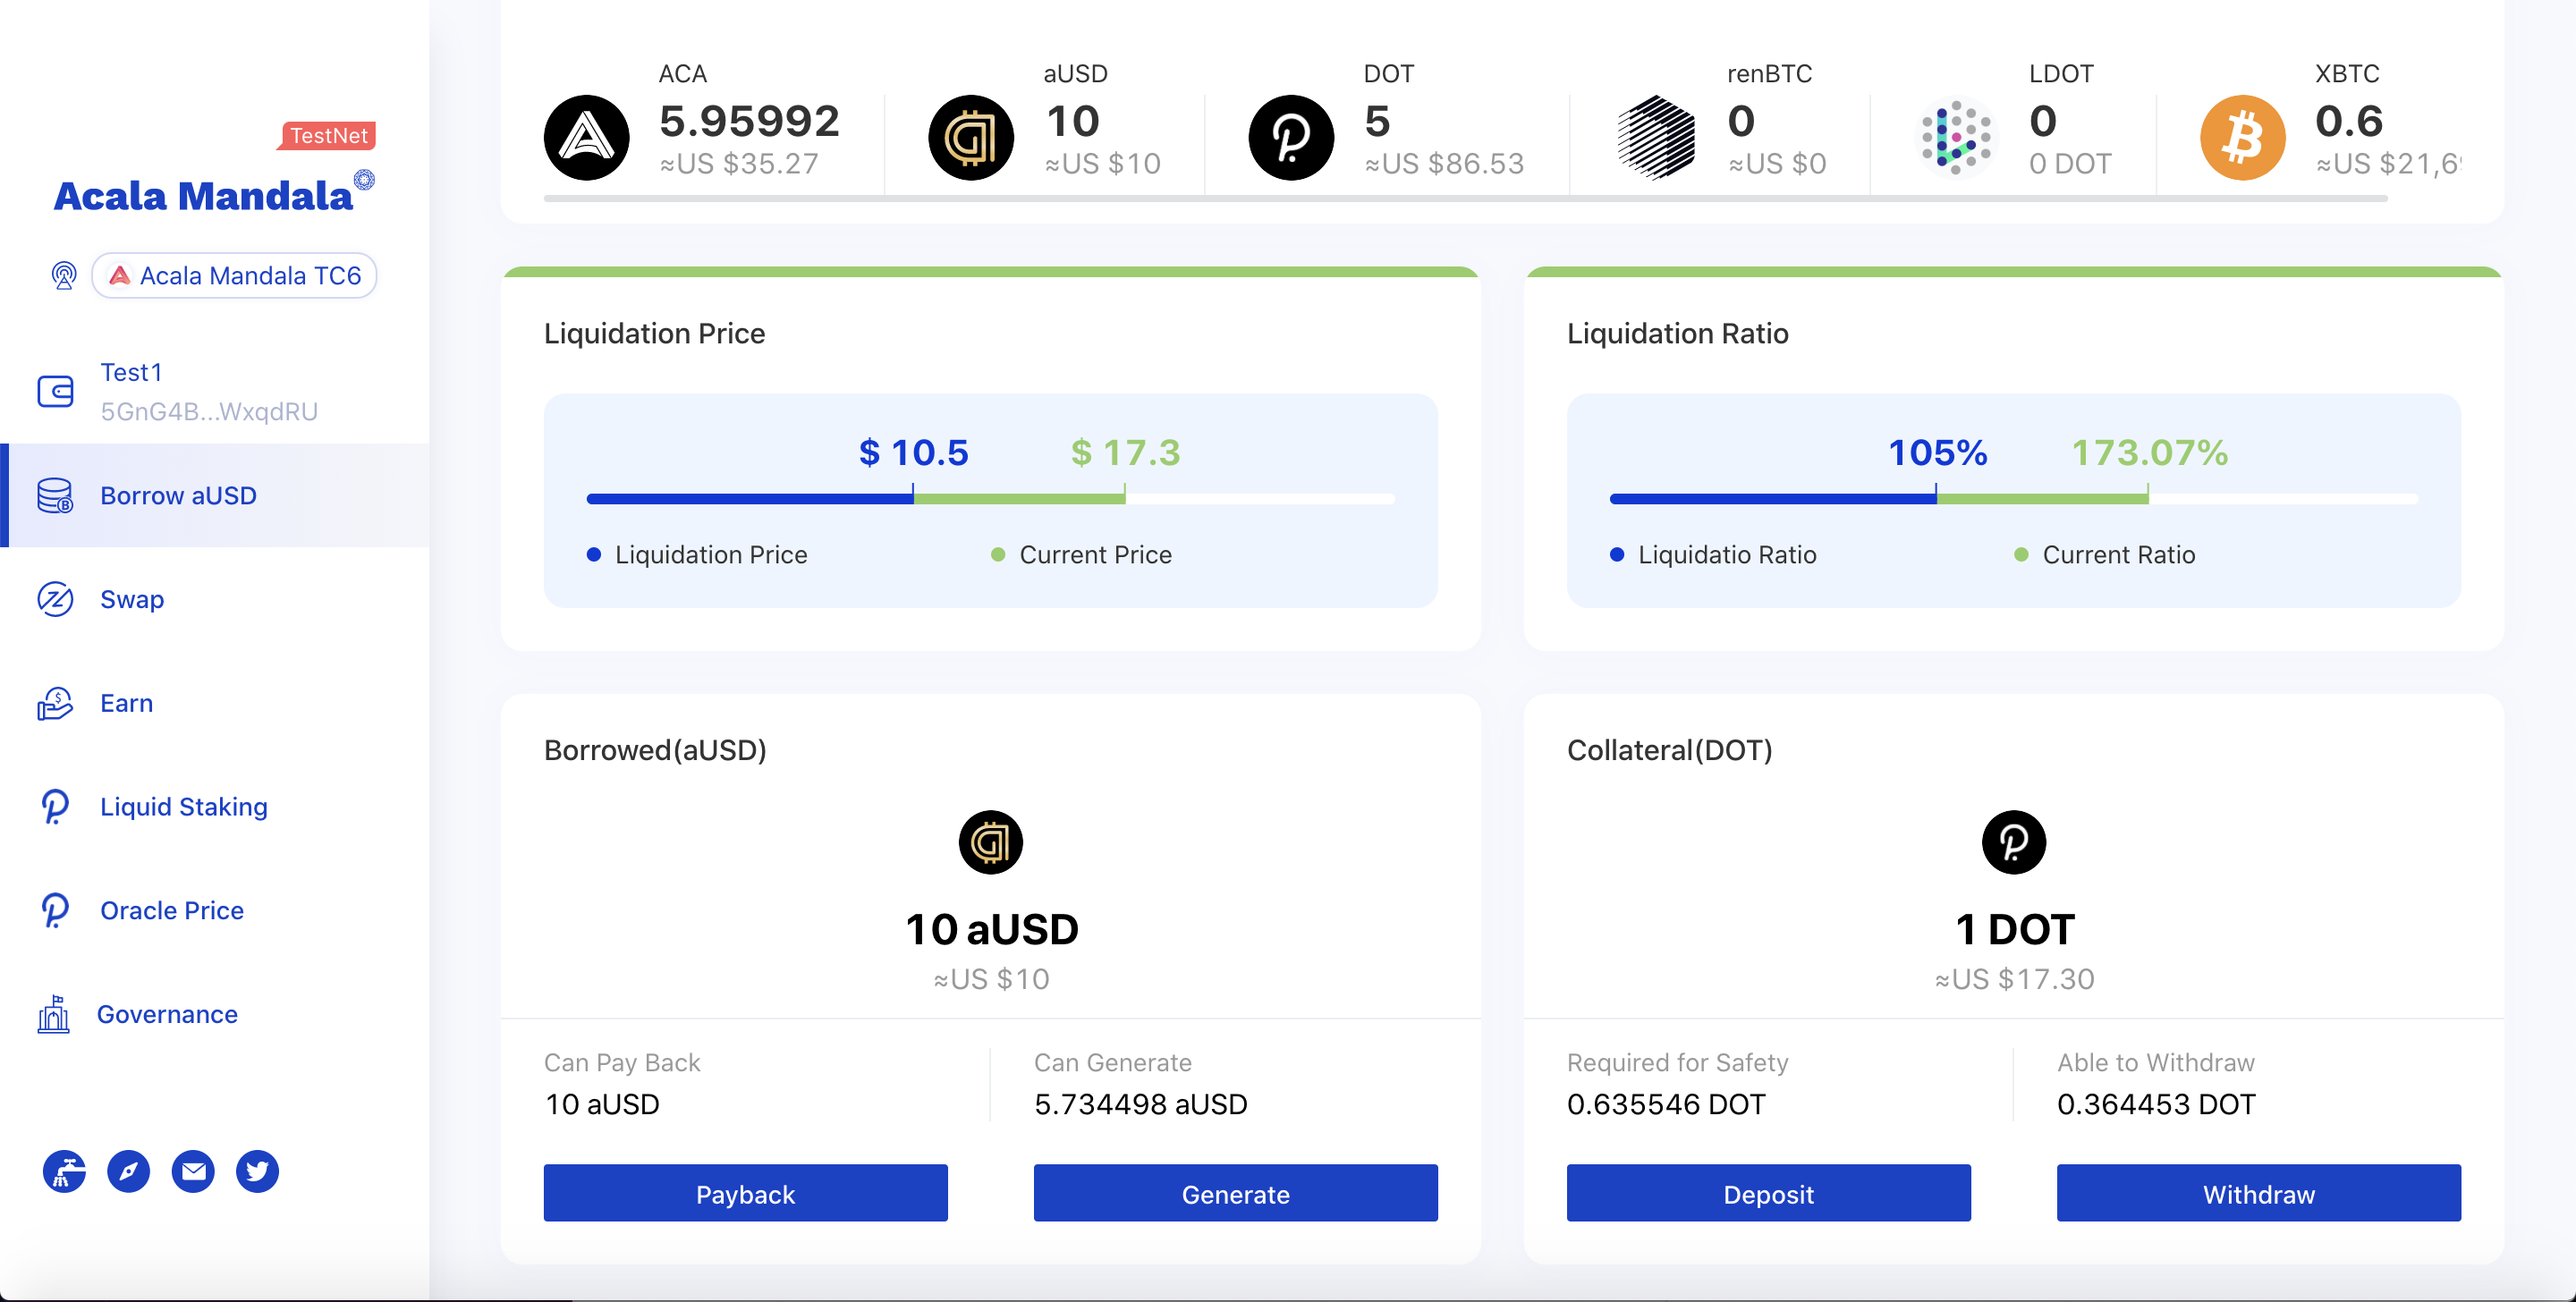 TestNet
Acala Mandala
Acala Mandala TC6
Test1
5GnG4B...WxqdRU
Borrow aUSD
Swap
Earn
Liquid Staking
Oracle Price
Governance
ACA
5.95992
≈US $35.27
aUSD
10
≈US $10
DOT
5
≈US $86.53
renBTC
0
≈US $0
LDOT
0
0 DOT
XBTC
0.6
≈US $21,6
Liquidation Price
$ 10.5 $ 17.3
Liquidation Price Current Price
Liquidation Ratio
105% 173.07%
Liquidatio Ratio Current Ratio
Borrowed(aUSD)
10 aUSD
≈US $10
Can Pay Back Can Generate
10 aUSD 5.734498 aUSD
Payback Generate
Collateral(DOT)
1 DOT
≈US $17.30
Required for Safety Able to Withdraw
0.635546 DOT 0.364453 DOT
Deposit Withdraw